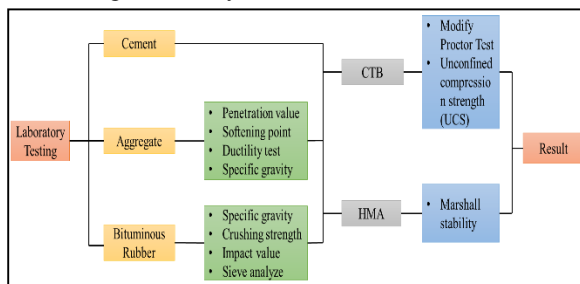 Cement
• Modify
Proctor Test
• Unconfined
compression
ion strength
(UCS)
CTB
Laboratory
Testing
Aggregate
• Penetration value
• Softening point
• Ductility test
• Specific gravity
Result
Bituminous
Rubber
• Specific gravity
• Crushing strength
• Impact value
• Sieve analyze
HMA
• Marshall
stability